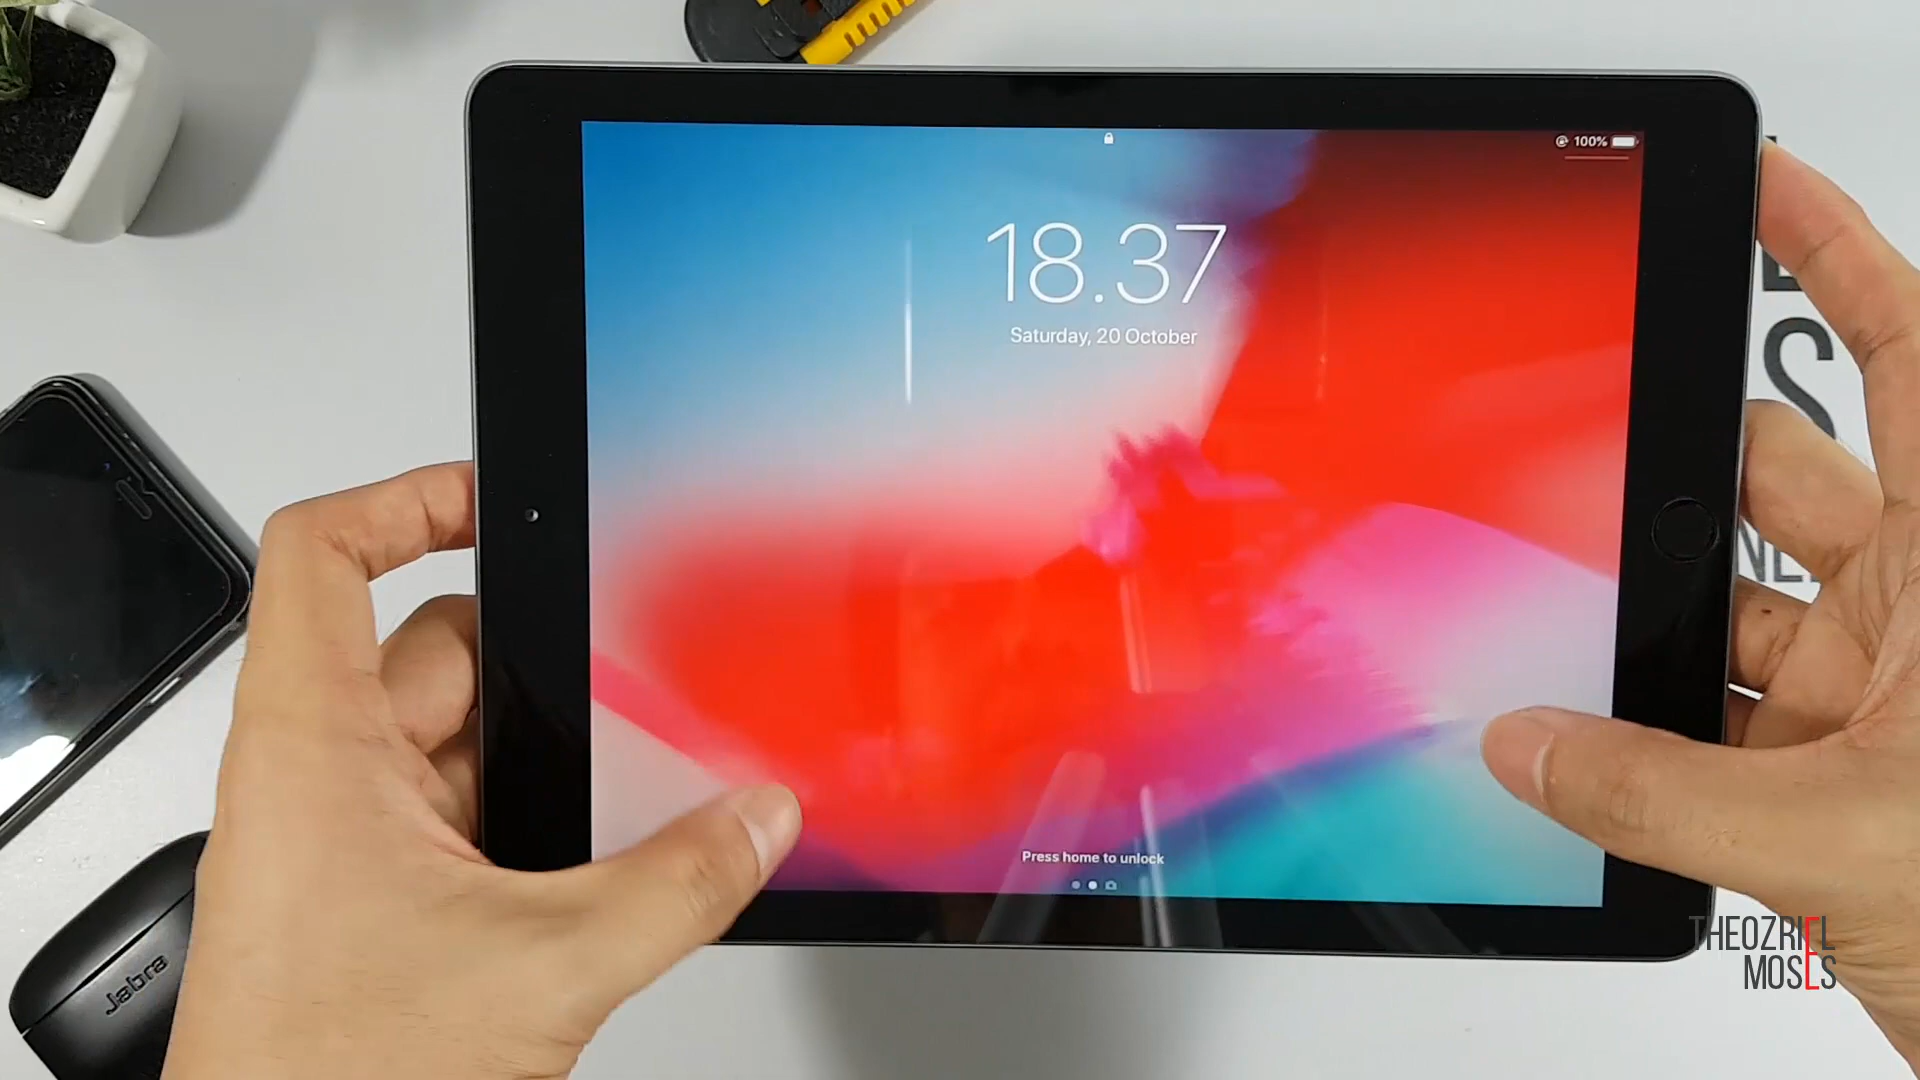 100%
18.37
Saturday, 20 October
Press home to unlock
Jabra
THEOZRIEL
MOSES